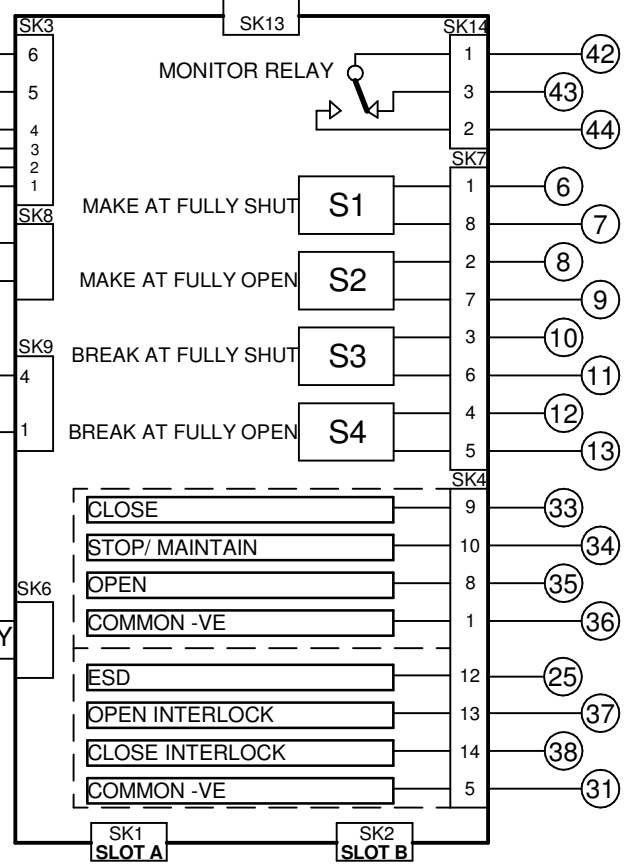 SK13
SK3
6
5
4
3
2
1
SK8
SK9
4
1
SK6
Y
MONITOR RELAY
SK14
1
42
3
43
2
44
SK7
MAKE AT FULLY SHUT
S1
1
6
8
7
MAKE AT FULLY OPEN
S2
2
8
7
9
BREAK AT FULLY SHUT
S3
3
10
6
11
BREAK AT FULLY OPEN
S4
4
12
5
13
SK4
CLOSE
9
33
STOP/ MAINTAIN
10
34
OPEN
8
35
COMMON -VE
1
36
ESD
12
25
OPEN INTERLOCK
13
37
CLOSE INTERLOCK
14
38
COMMON -VE
5
31
SK1
SLOT A
SK2
SLOT B